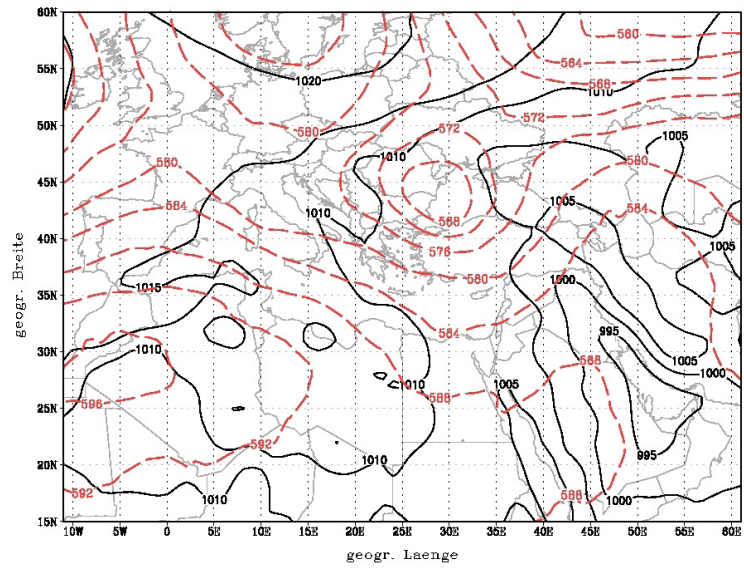 60N
560
55N
1020
564
568
1010
50N
580
572
572
1010
1005
580
580
45N
584
1010
568
1005
584
40N
576
1005
geogr. Breite
580
35N
1015
1000
584
995
30N
1010
1005
588
1000
596
1010
1005
588
25N
592
995
20N
592
1010
1010
588
1000
15N
10W
5W
0
5E
10E
15E
20E
25E
30E
35E
40E
45E
50E
55E
60E
geogr. Laenge